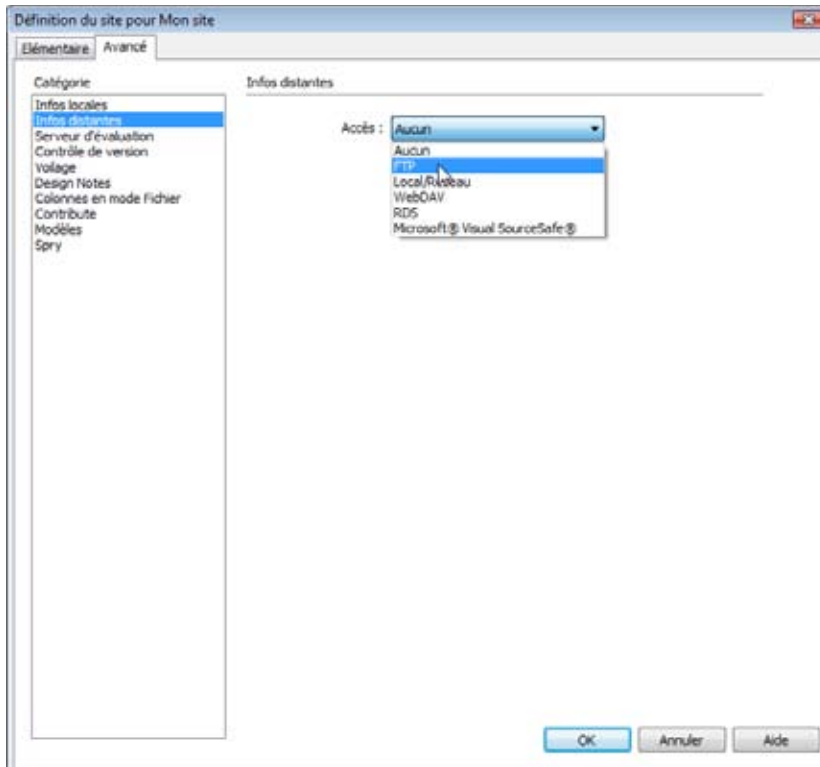 Définition du site pour Mon site
Elémentaire Avancé
Catégorie
Infos locales
Infos distantes
Serveur d'évaluation
Contrôle de version
Voilage
Design Notes
Colonnes en mode Fichier
Contribute
Modèles
Spry
Infos distantes
Accès : Aucun
Aucun
FTP
Local/Réseau
WebDAV
RDS
Microsoft® Visual SourceSafe®
OK Annuler Aide